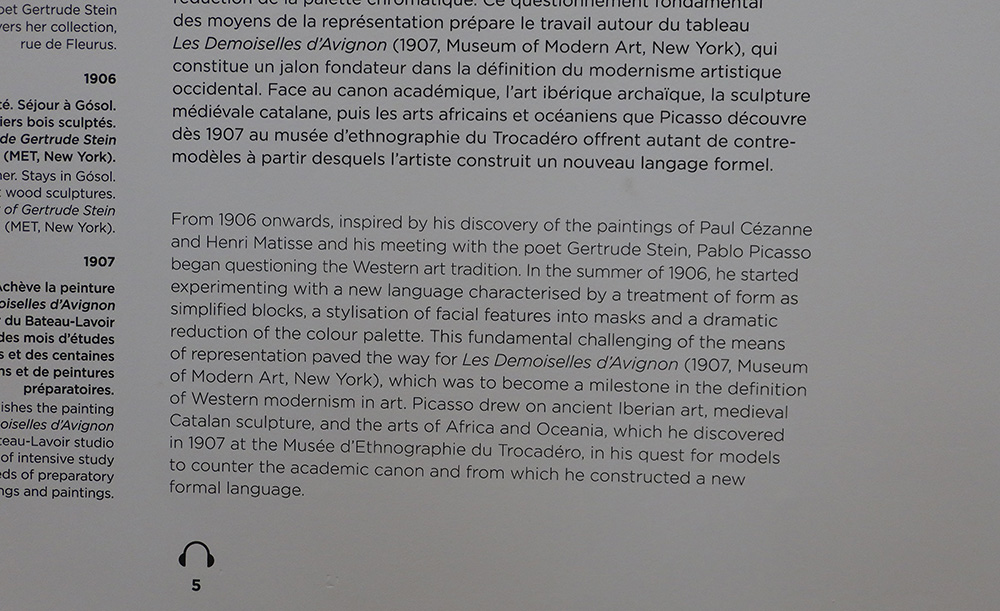 oet Gertrude Stein
vers her collection,
rue de Fleurus.
1906
té. Séjour à Gósol.
iers bois sculptés.
de Gertrude Stein
(MET, New York).
her. Stays in Gósol.
wood sculptures.
of Gertrude Stein
(MET, New York).
1907
Achève la peinture
oiselles d'Avignon
du Bateau-Lavoir
des mois d'études
s et des centaines
ns et de peintures
préparatoires.
ishes the painting
oiselles d'Avignon
teau-Lavoir studio
of intensive study
eds of preparatory
ngs and paintings.
réduction de la palette chromatique. Ce questionnement fondamental
des moyens de la représentation prépare le travail autour du tableau
Les Demoiselles d'Avignon (1907, Museum of Modern Art, New York), qui
constitue un jalon fondateur dans la définition du modernisme artistique
occidental. Face au canon académique, l'art ibérique archaïque, la sculpture
médiévale catalane, puis les arts africains et océaniens que Picasso découvre
dès 1907 au musée d'ethnographie du Trocadéro offrent autant de contre-
modèles à partir desquels l'artiste construit un nouveau langage formel.
From 1906 onwards, inspired by his discovery of the paintings of Paul Cézanne
and Henri Matisse and his meeting with the poet Gertrude Stein, Pablo Picasso
began questioning the Western art tradition. In the summer of 1906, he started
experimenting with a new language characterised by a treatment of form as
simplified blocks, a stylisation of facial features into masks and a dramatic
reduction of the colour palette. This fundamental challenging of the means
of representation paved the way for Les Demoiselles d'Avignon (1907, Museum
of Modern Art, New York), which was to become a milestone in the definition
of Western modernism in art. Picasso drew on ancient Iberian art, medieval
Catalan sculpture, and the arts of Africa and Oceania, which he discovered
in 1907 at the Musée d'Ethnographie du Trocadéro, in his quest for models
to counter the academic canon and from which he constructed a new
formal language.
5